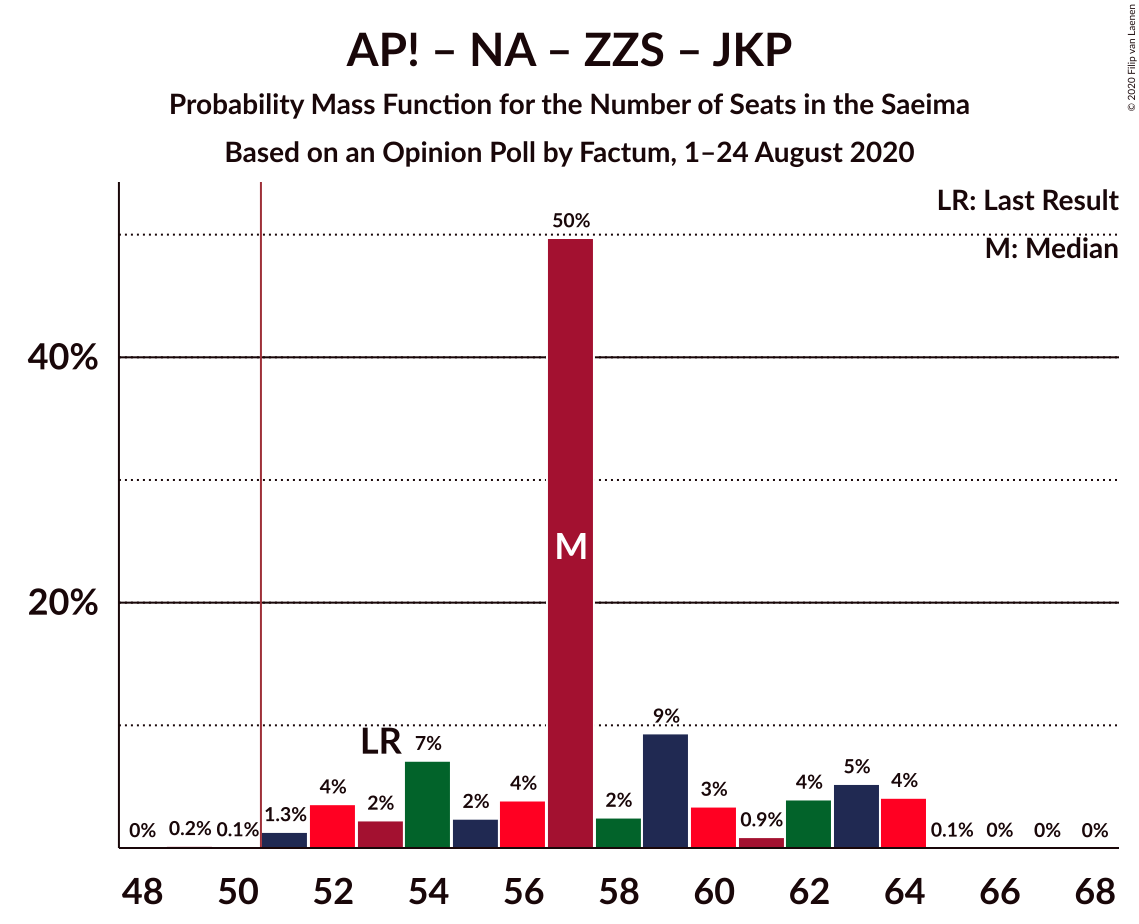 AP! – NA – ZZS – JKP
Probability Mass Function for the Number of Seats in the Saeima
Based on an Opinion Poll by Factum, 1–24 August 2020
© 2020 Filip van Laenen
LR: Last Result
M: Median
40%
20%
0%
0.2%
0.1%
1.3%
4%
2%
LR
7%
2%
4%
50%
M
2%
9%
3%
0.9%
4%
5%
4%
0.1%
0%
0%
0%
48 50 52 54 56 58 60 62 64 66 68